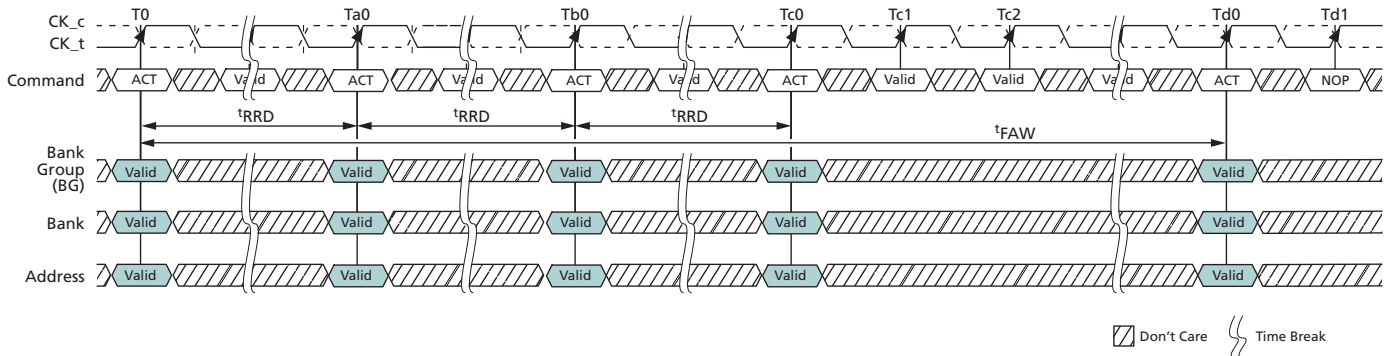 T0 Ta0 Tb0 Tc0 Tc1 Tc2 Td0 Td1
CK_c
CK_t
Command ACT Valid ACT Valid ACT Valid ACT Valid Valid Valid ACT NOP
tRRD tRRD tRRD
tFAW
Bank
Group
(BG)
Valid Valid Valid Valid Valid
Bank Valid Valid Valid Valid Valid
Address Valid Valid Valid Valid Valid
Don't Care Time Break